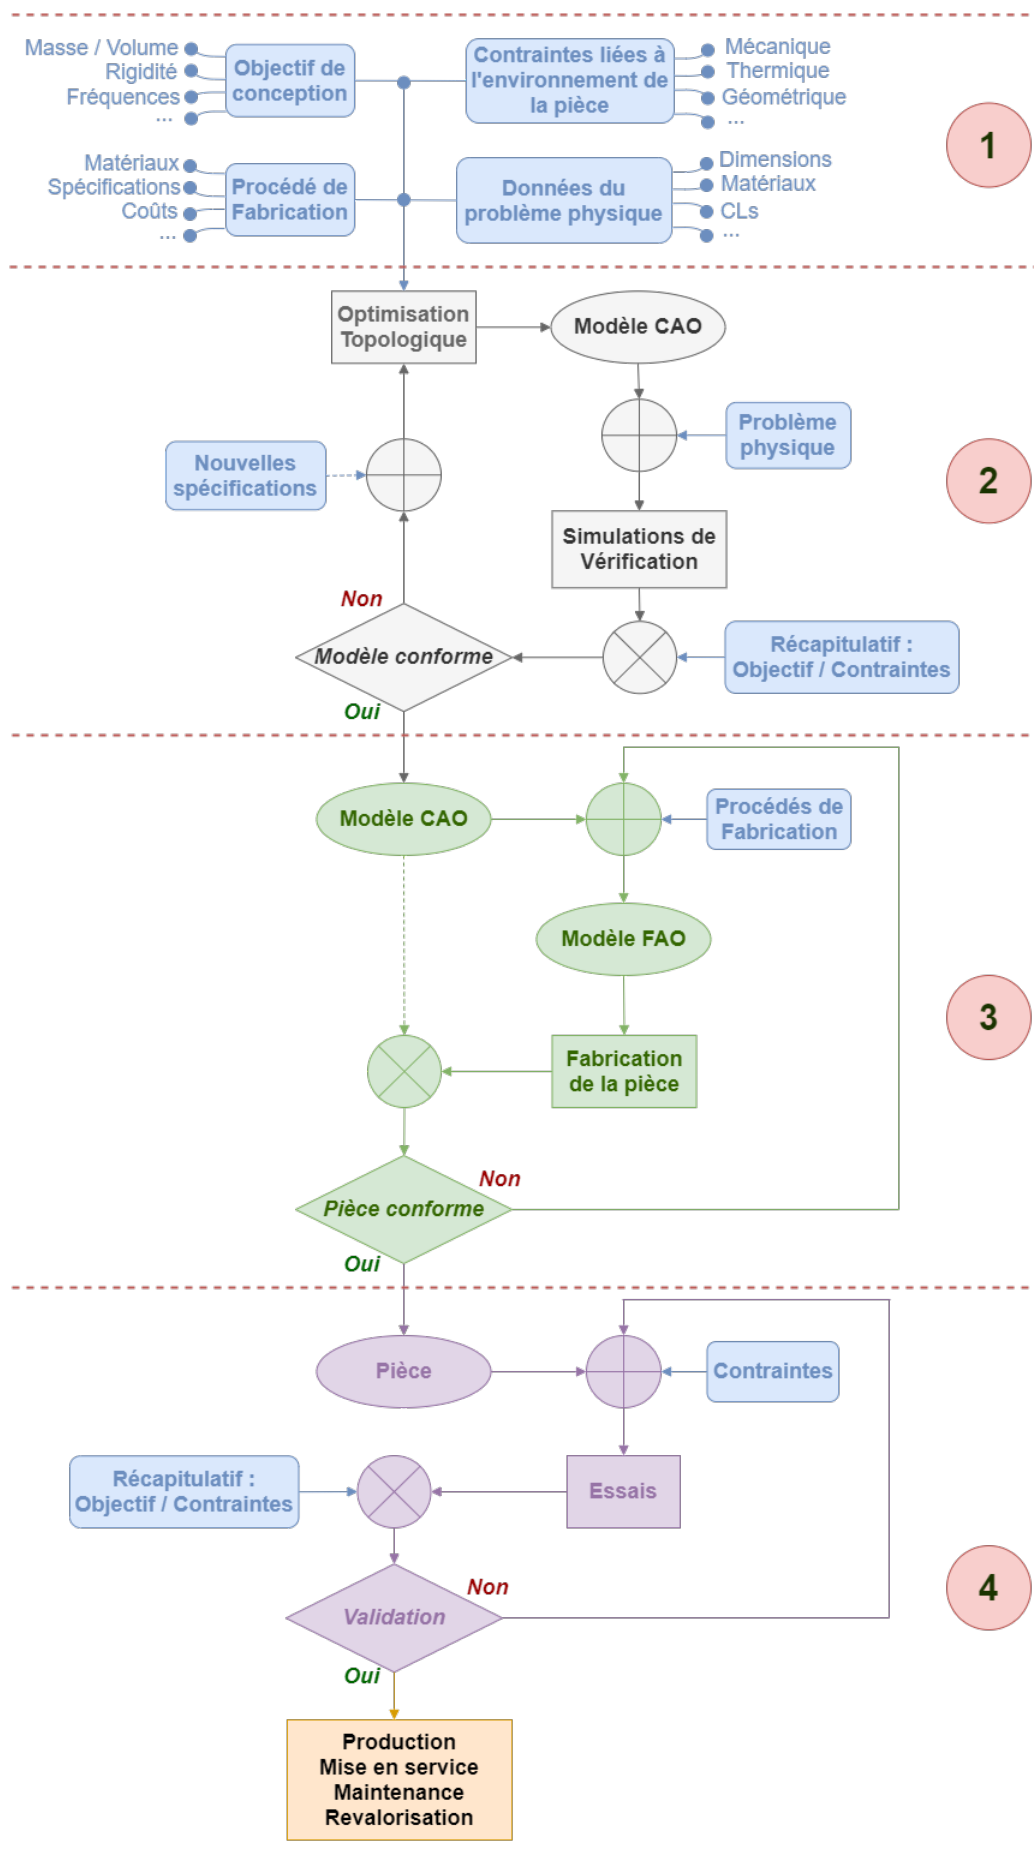 Masse / Volume
Rigidité
Fréquences
...
Objectif de
conception
Contraintes liées à
l'environnement de
la pièce
Mécanique
Thermique
Géométrique
...
1
Matériaux
Spécifications
Coûts
...
Procédé de
Fabrication
Données du
problème physique
Dimensions
Matériaux
CLs
...
Optimisation
Topologique
Modèle CAO
Problème
physique
Nouvelles
spécifications
2
Simulations de
Vérification
Non
Modèle conforme
Récapitulatif :
Objectif / Contraintes
Oui
Modèle CAO
Procédés de
Fabrication
Modèle FAO
3
Fabrication
de la pièce
Non
Pièce conforme
Oui
Pièce
Contraintes
Récapitulatif :
Objectif / Contraintes
Essais
4
Non
Validation
Oui
Production
Mise en service
Maintenance
Revalorisation